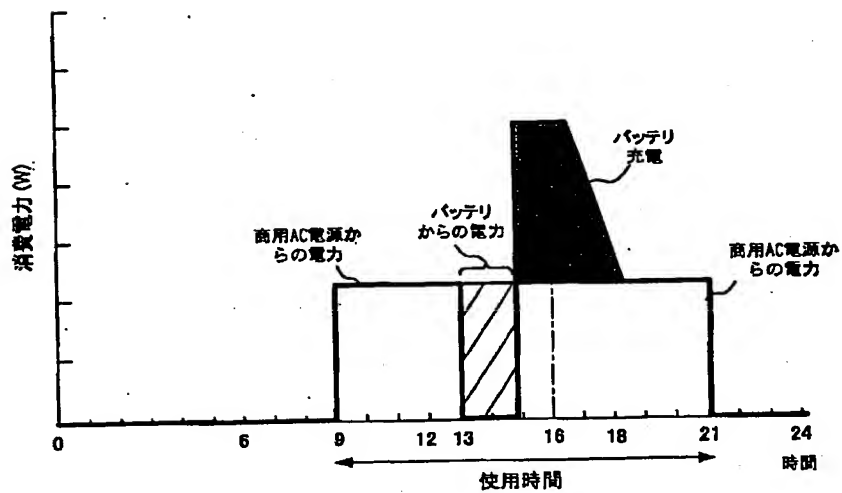 消費電力(W)
商用AC電源か
らの電力
バッテリ
からの電力
バッテリ
充電
商用AC電源か
らの電力
0 6 9 12 13 16 18 21 24
時間
使用時間